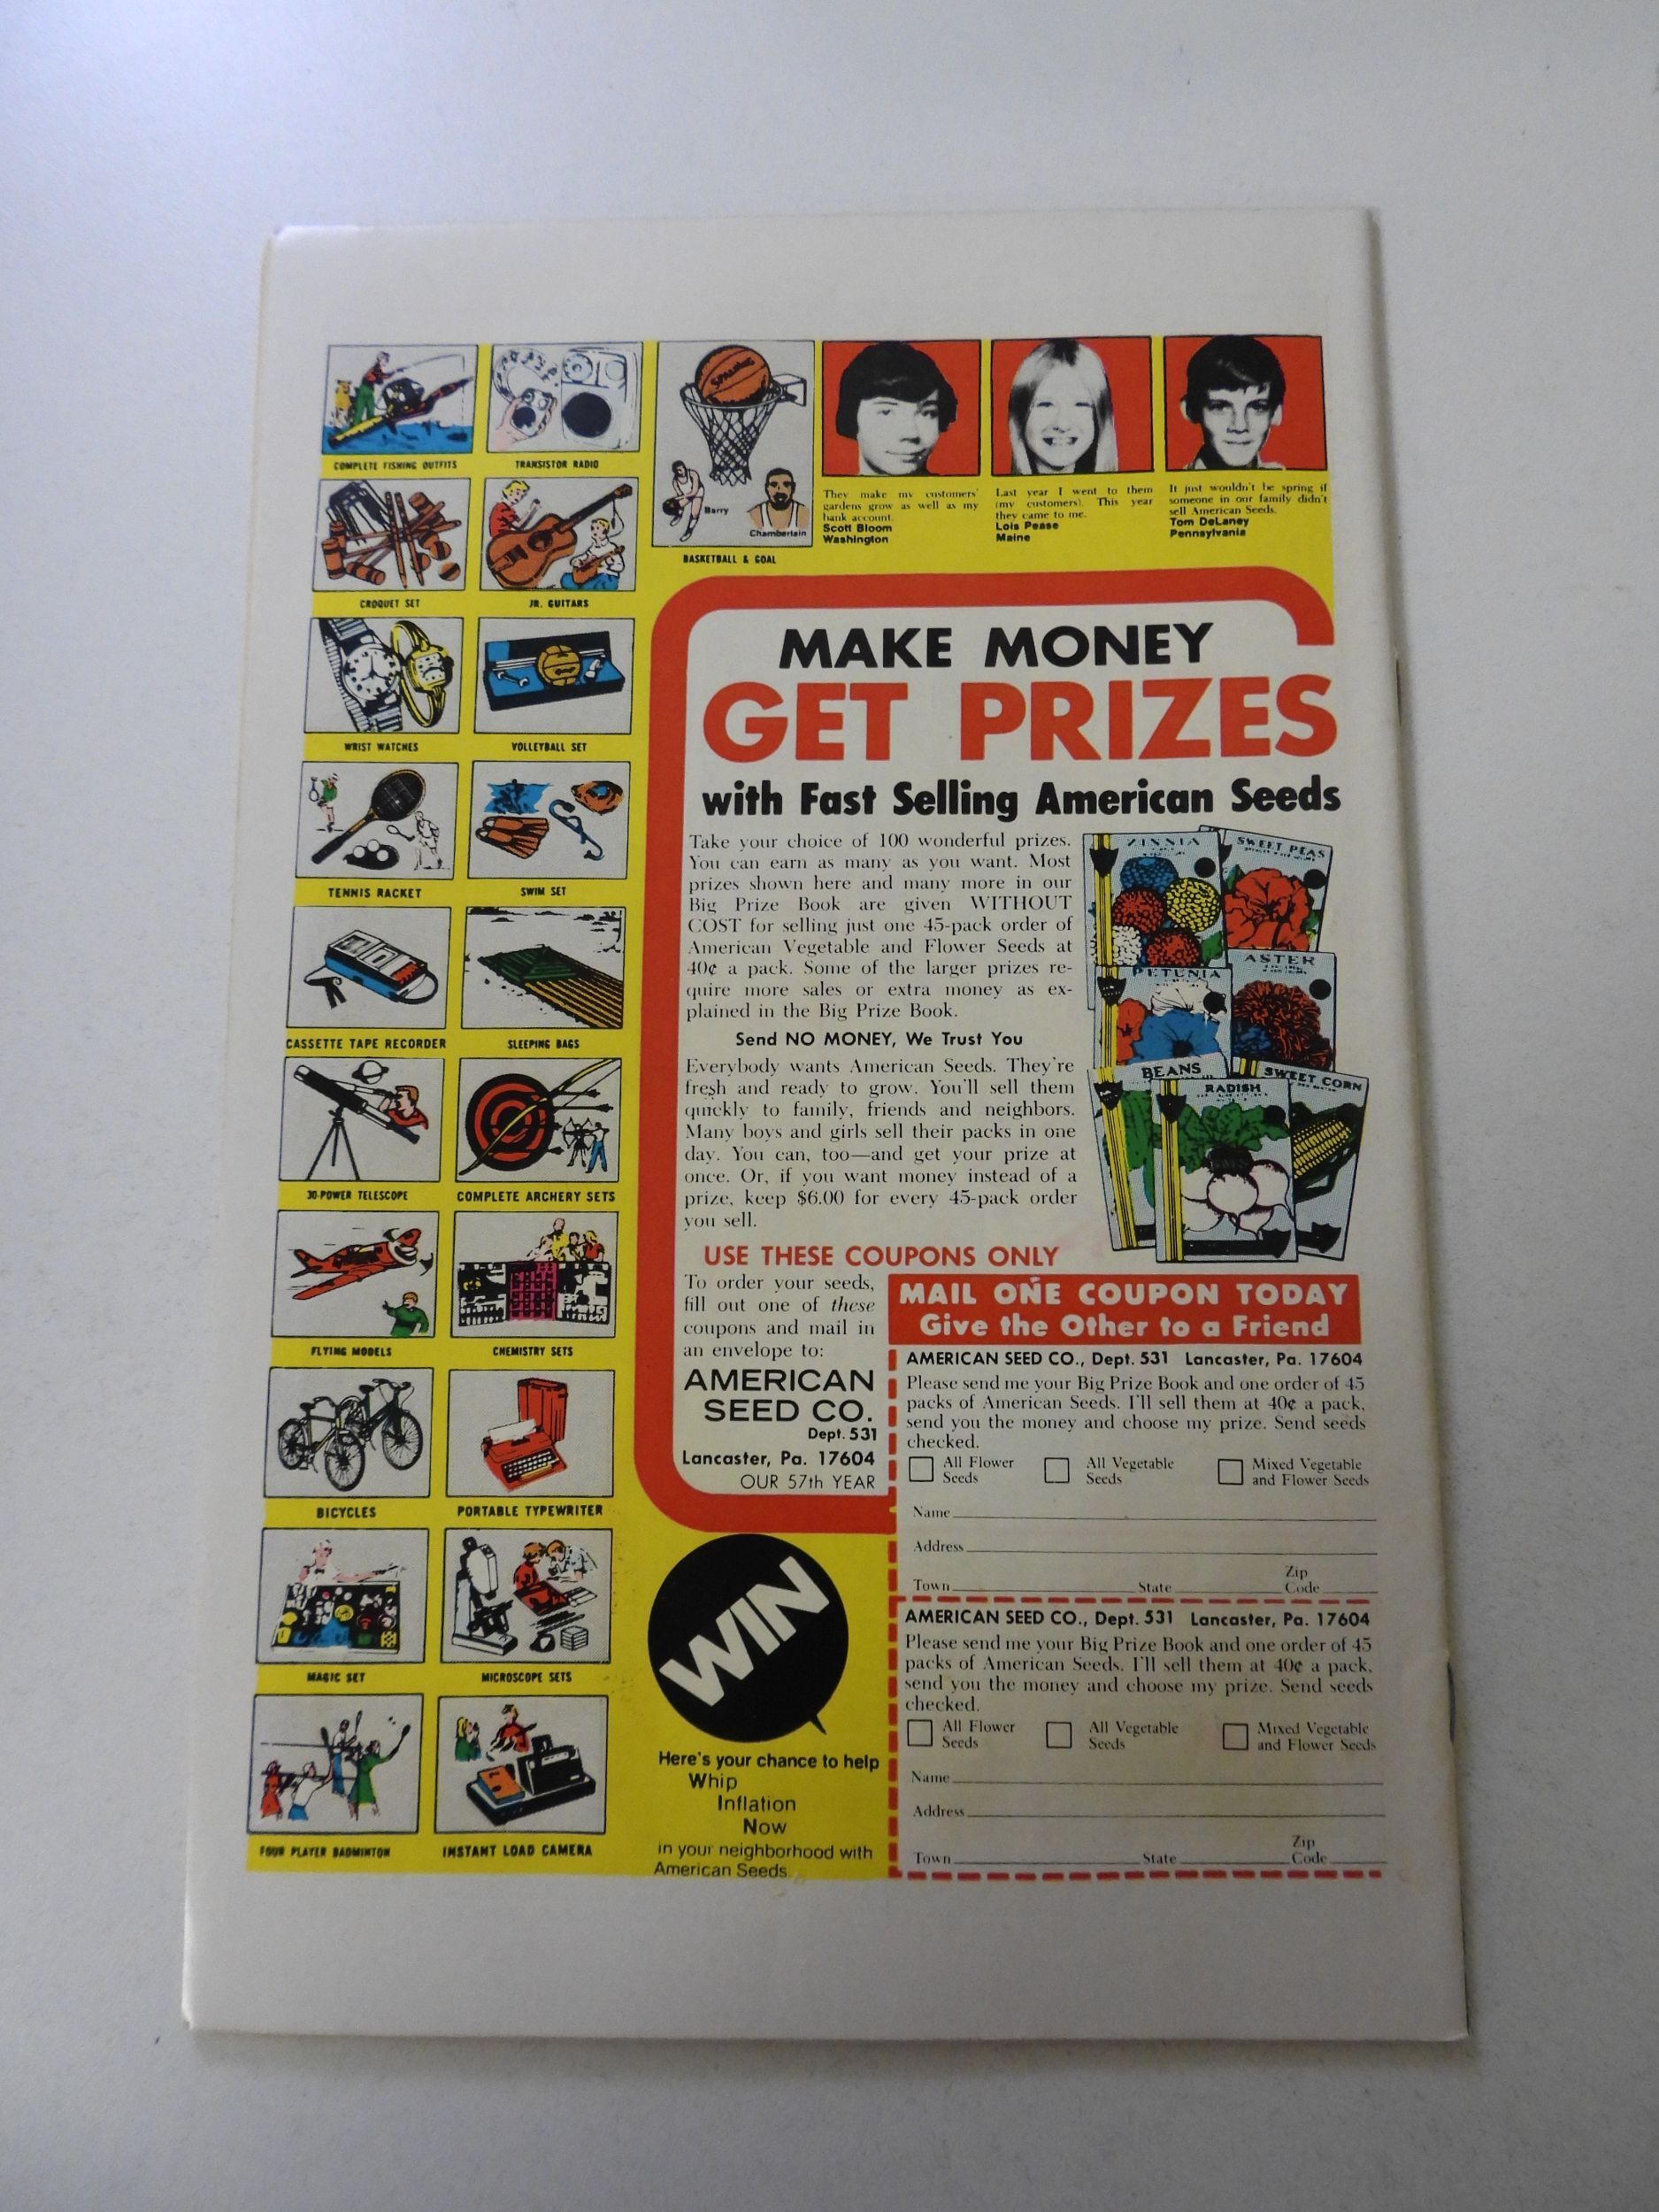 COMPLETE FISHING OUTFITS
TRANSISTOR RADIO
CROQUET SET
JR. GUITARS
WRIST WATCHES
VOLLEYBALL SET
TENNIS RACKET
SWIM SET
CASSETTE TAPE RECORDER
SLEEPING BAGS
30-POWER TELESCOPE
COMPLETE ARCHERY SETS
FLYING MODELS
CHEMISTRY SETS
BICYCLES
PORTABLE TYPEWRITER
MAGIC SET
MICROSCOPE SETS
FOUR PLAYER BADMINTON
INSTANT LOAD CAMERA
SPALDING
Barry
Chamberlain
BASKETBALL & GOAL
They make my customers'
gardens grow as well as my
bank account.
Scott Bloom
Washington
Last year I went to them
(my customers). This year
they came to me.
Lois Pease
Maine
It just wouldn't be spring if
someone in our family didn't
sell American Seeds.
Tom DeLaney
Pennsylvania
MAKE MONEY
GET PRIZES
with Fast Selling American Seeds
Take your choice of 100 wonderful prizes.
You can earn as many as you want. Most
prizes shown here and many more in our
Big Prize Book are given WITHOUT
COST for selling just one 45-pack order of
American Vegetable and Flower Seeds at
40¢ a pack. Some of the larger prizes re-
quire more sales or extra money as ex-
plained in the Big Prize Book.
Send NO MONEY, We Trust You
Everybody wants American Seeds. They're
fresh and ready to grow. You'll sell them
quickly to family, friends and neighbors.
Many boys and girls sell their packs in one
day. You can, too—and get your prize at
once. Or, if you want money instead of a
prize, keep $6.00 for every 45-pack order
you sell.
ZINNIA
SWEET PEAS
PETUNIA
ASTER
BEANS
RADISH
SWEET CORN
USE THESE COUPONS ONLY
To order your seeds,
fill out one of these
coupons and mail in
an envelope to:
AMERICAN
SEED CO.
Dept. 531
Lancaster, Pa. 17604
OUR 57th YEAR
MAIL ONE COUPON TODAY
Give the Other to a Friend
AMERICAN SEED CO., Dept. 531 Lancaster, Pa. 17604
Please send me your Big Prize Book and one order of 45
packs of American Seeds. I'll sell them at 40¢ a pack,
send you the money and choose my prize. Send seeds
checked.
All Flower Seeds
All Vegetable Seeds
Mixed Vegetable and Flower Seeds
Name
Address
Town State Zip Code
AMERICAN SEED CO., Dept. 531 Lancaster, Pa. 17604
Please send me your Big Prize Book and one order of 45
packs of American Seeds. I'll sell them at 40¢ a pack,
send you the money and choose my prize. Send seeds
checked.
All Flower Seeds
All Vegetable Seeds
Mixed Vegetable and Flower Seeds
Name
Address
Town State Zip Code
WIN
Here's your chance to help
Whip
Inflation
Now
in your neighborhood with
American Seeds.